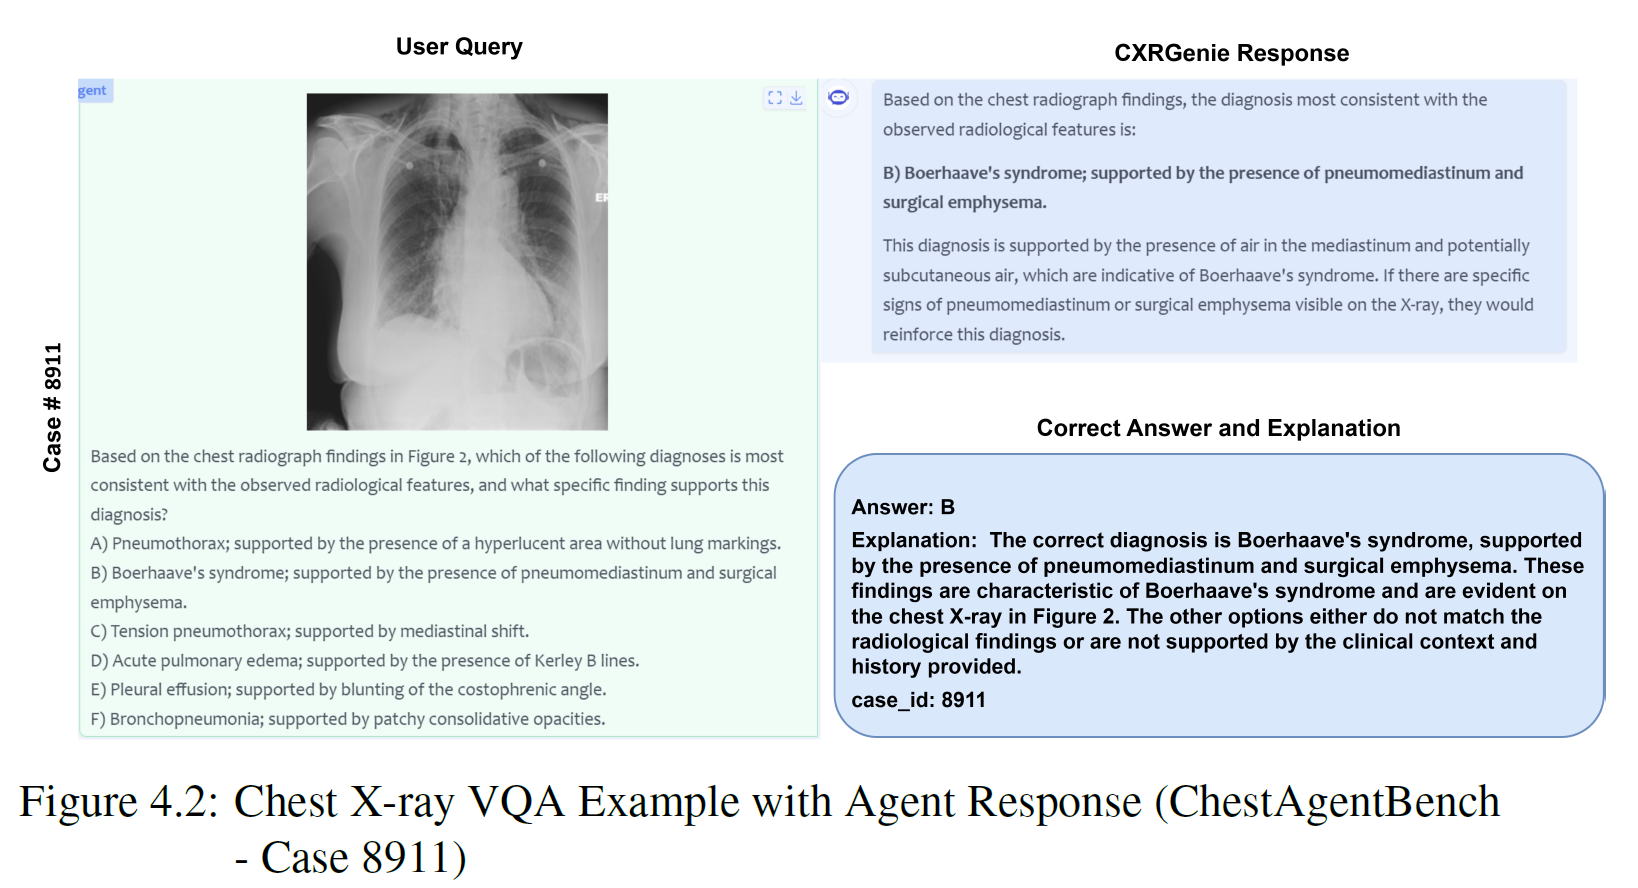 User Query
CXRGenie Response
Case # 8911
gent
Based on the chest radiograph findings in Figure 2, which of the following diagnoses is most
consistent with the observed radiological features, and what specific finding supports this
diagnosis?
A) Pneumothorax; supported by the presence of a hyperlucent area without lung markings.
B) Boerhaave's syndrome; supported by the presence of pneumomediastinum and surgical
emphysema.
C) Tension pneumothorax; supported by mediastinal shift.
D) Acute pulmonary edema; supported by the presence of Kerley B lines.
E) Pleural effusion; supported by blunting of the costophrenic angle.
F) Bronchopneumonia; supported by patchy consolidative opacities.
Based on the chest radiograph findings, the diagnosis most consistent with the
observed radiological features is:
B) Boerhaave's syndrome; supported by the presence of pneumomediastinum and
surgical emphysema.
This diagnosis is supported by the presence of air in the mediastinum and potentially
subcutaneous air, which are indicative of Boerhaave's syndrome. If there are specific
signs of pneumomediastinum or surgical emphysema visible on the X-ray, they would
reinforce this diagnosis.
Correct Answer and Explanation
Answer: B
Explanation: The correct diagnosis is Boerhaave's syndrome, supported
by the presence of pneumomediastinum and surgical emphysema. These
findings are characteristic of Boerhaave's syndrome and are evident on
the chest X-ray in Figure 2. The other options either do not match the
radiological findings or are not supported by the clinical context and
history provided.
case_id: 8911
Figure 4.2: Chest X-ray VQA Example with Agent Response (ChestAgentBench
- Case 8911)